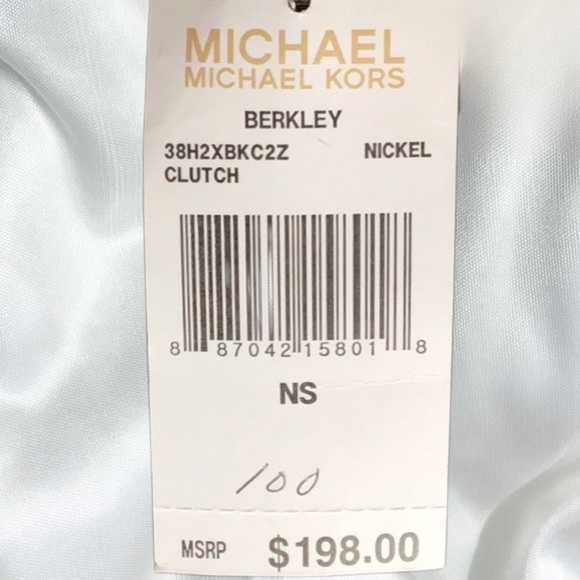 MICHAEL
MICHAEL KORS
BERKLEY
38H2XBKC2Z NICKEL
CLUTCH
8 87042 15801 8
NS
100
MSRP $198.00